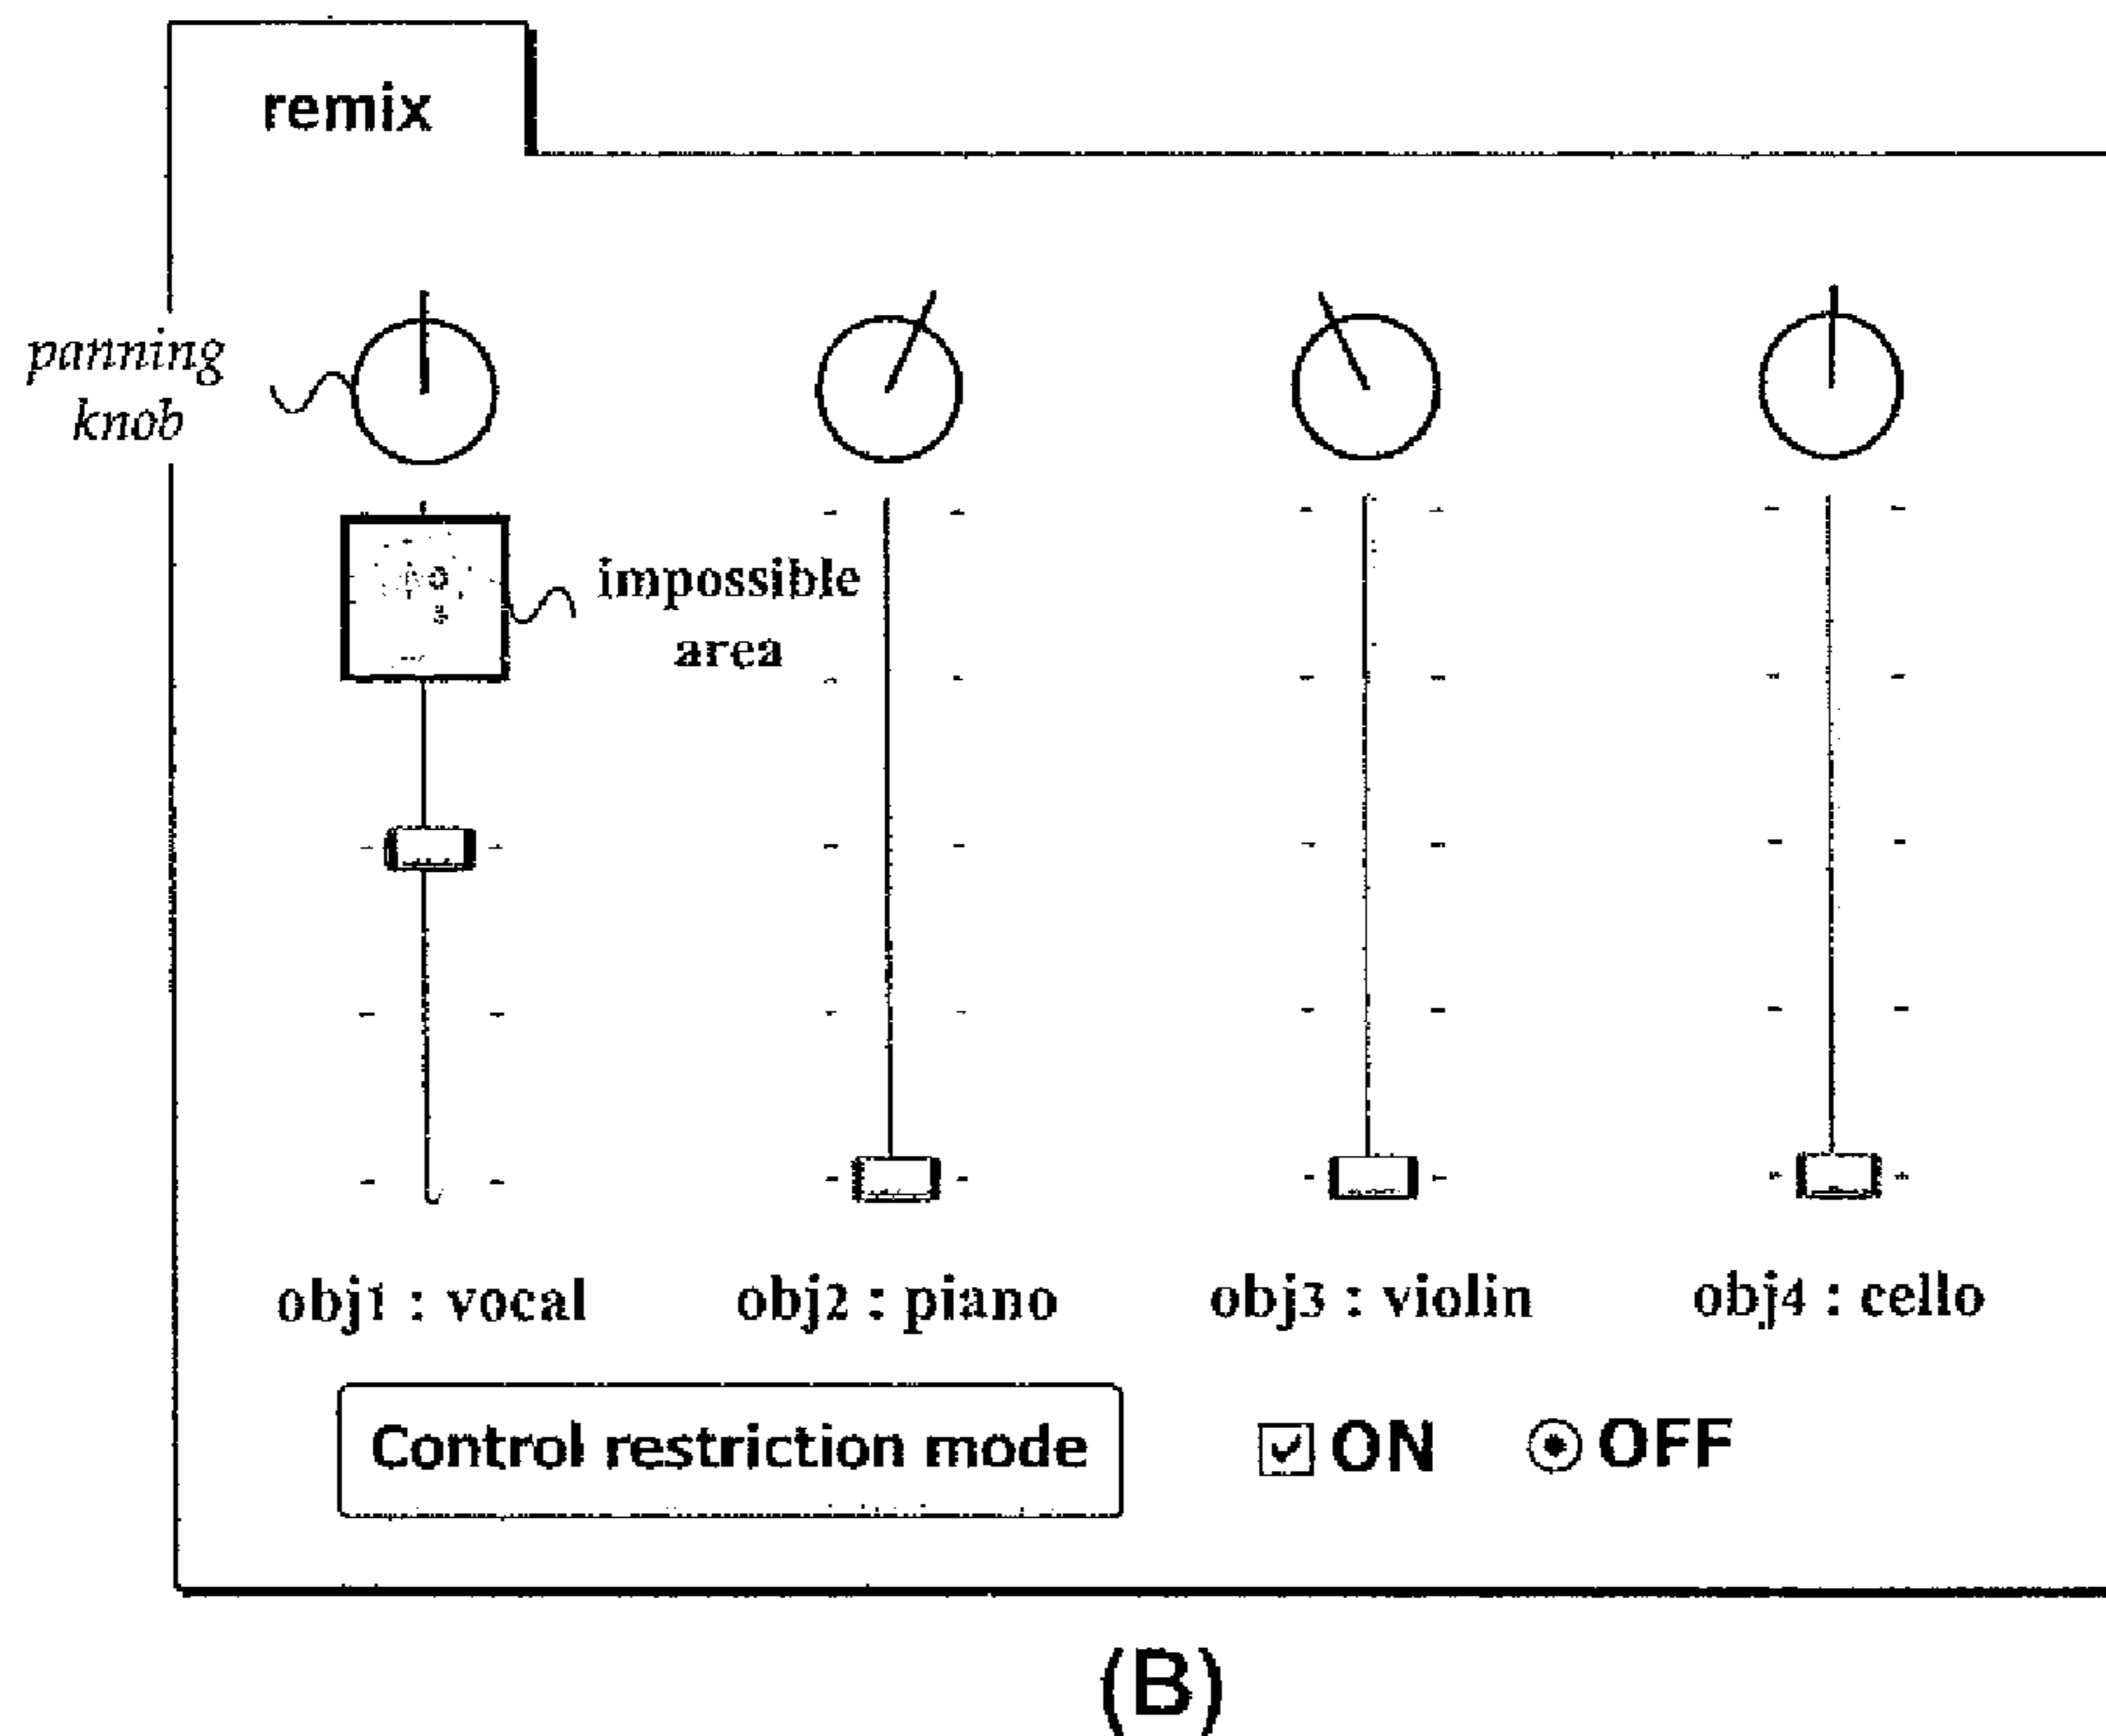 remix
panning
knob
impossible
area
obj1 : vocal
obj2 : piano
obj3 : violin
obj4 : cello
Control restriction mode
ON
OFF
(B)